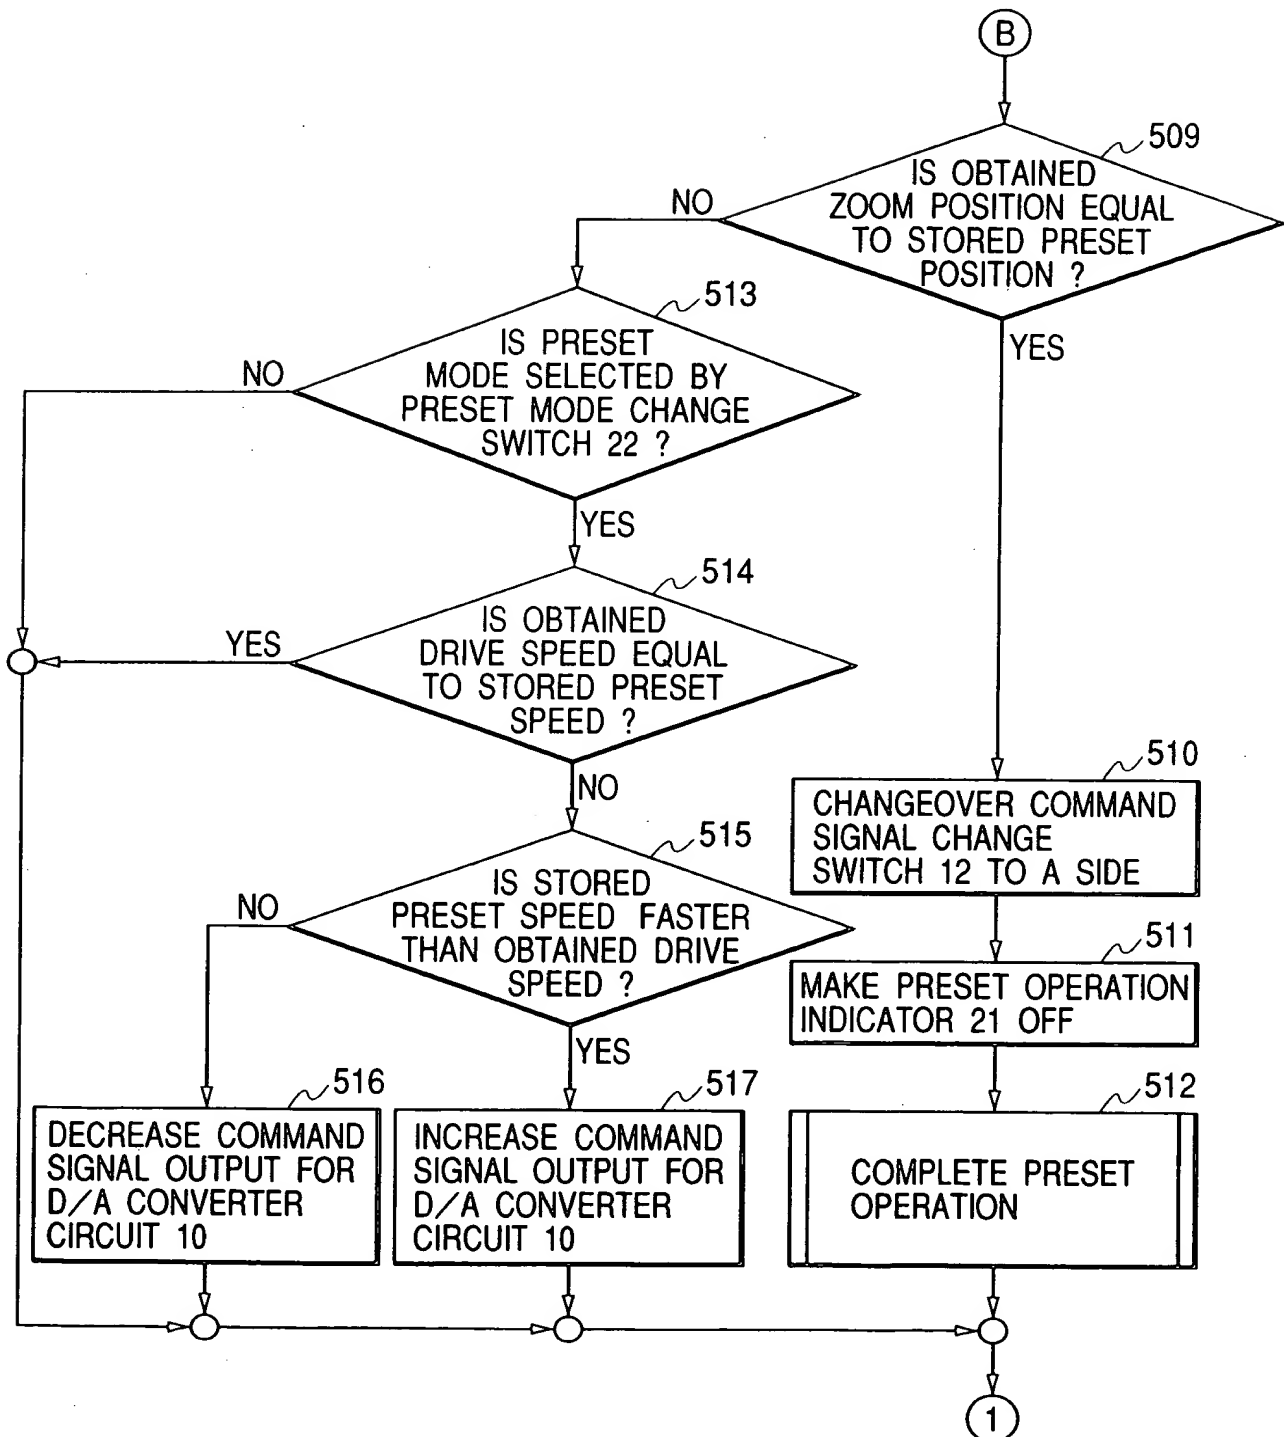 B
509
IS OBTAINED
ZOOM POSITION EQUAL
TO STORED PRESET
POSITION ?
NO
YES
513
IS PRESET
MODE SELECTED BY
PRESET MODE CHANGE
SWITCH 22 ?
NO
YES
514
IS OBTAINED
DRIVE SPEED EQUAL
TO STORED PRESET
SPEED ?
YES
NO
510
CHANGEOVER COMMAND
SIGNAL CHANGE
SWITCH 12 TO A SIDE
515
IS STORED
PRESET SPEED FASTER
THAN OBTAINED DRIVE
SPEED ?
NO
YES
511
MAKE PRESET OPERATION
INDICATOR 21 OFF
516
DECREASE COMMAND
SIGNAL OUTPUT FOR
D/A CONVERTER
CIRCUIT 10
517
INCREASE COMMAND
SIGNAL OUTPUT FOR
D/A CONVERTER
CIRCUIT 10
512
COMPLETE PRESET
OPERATION
1